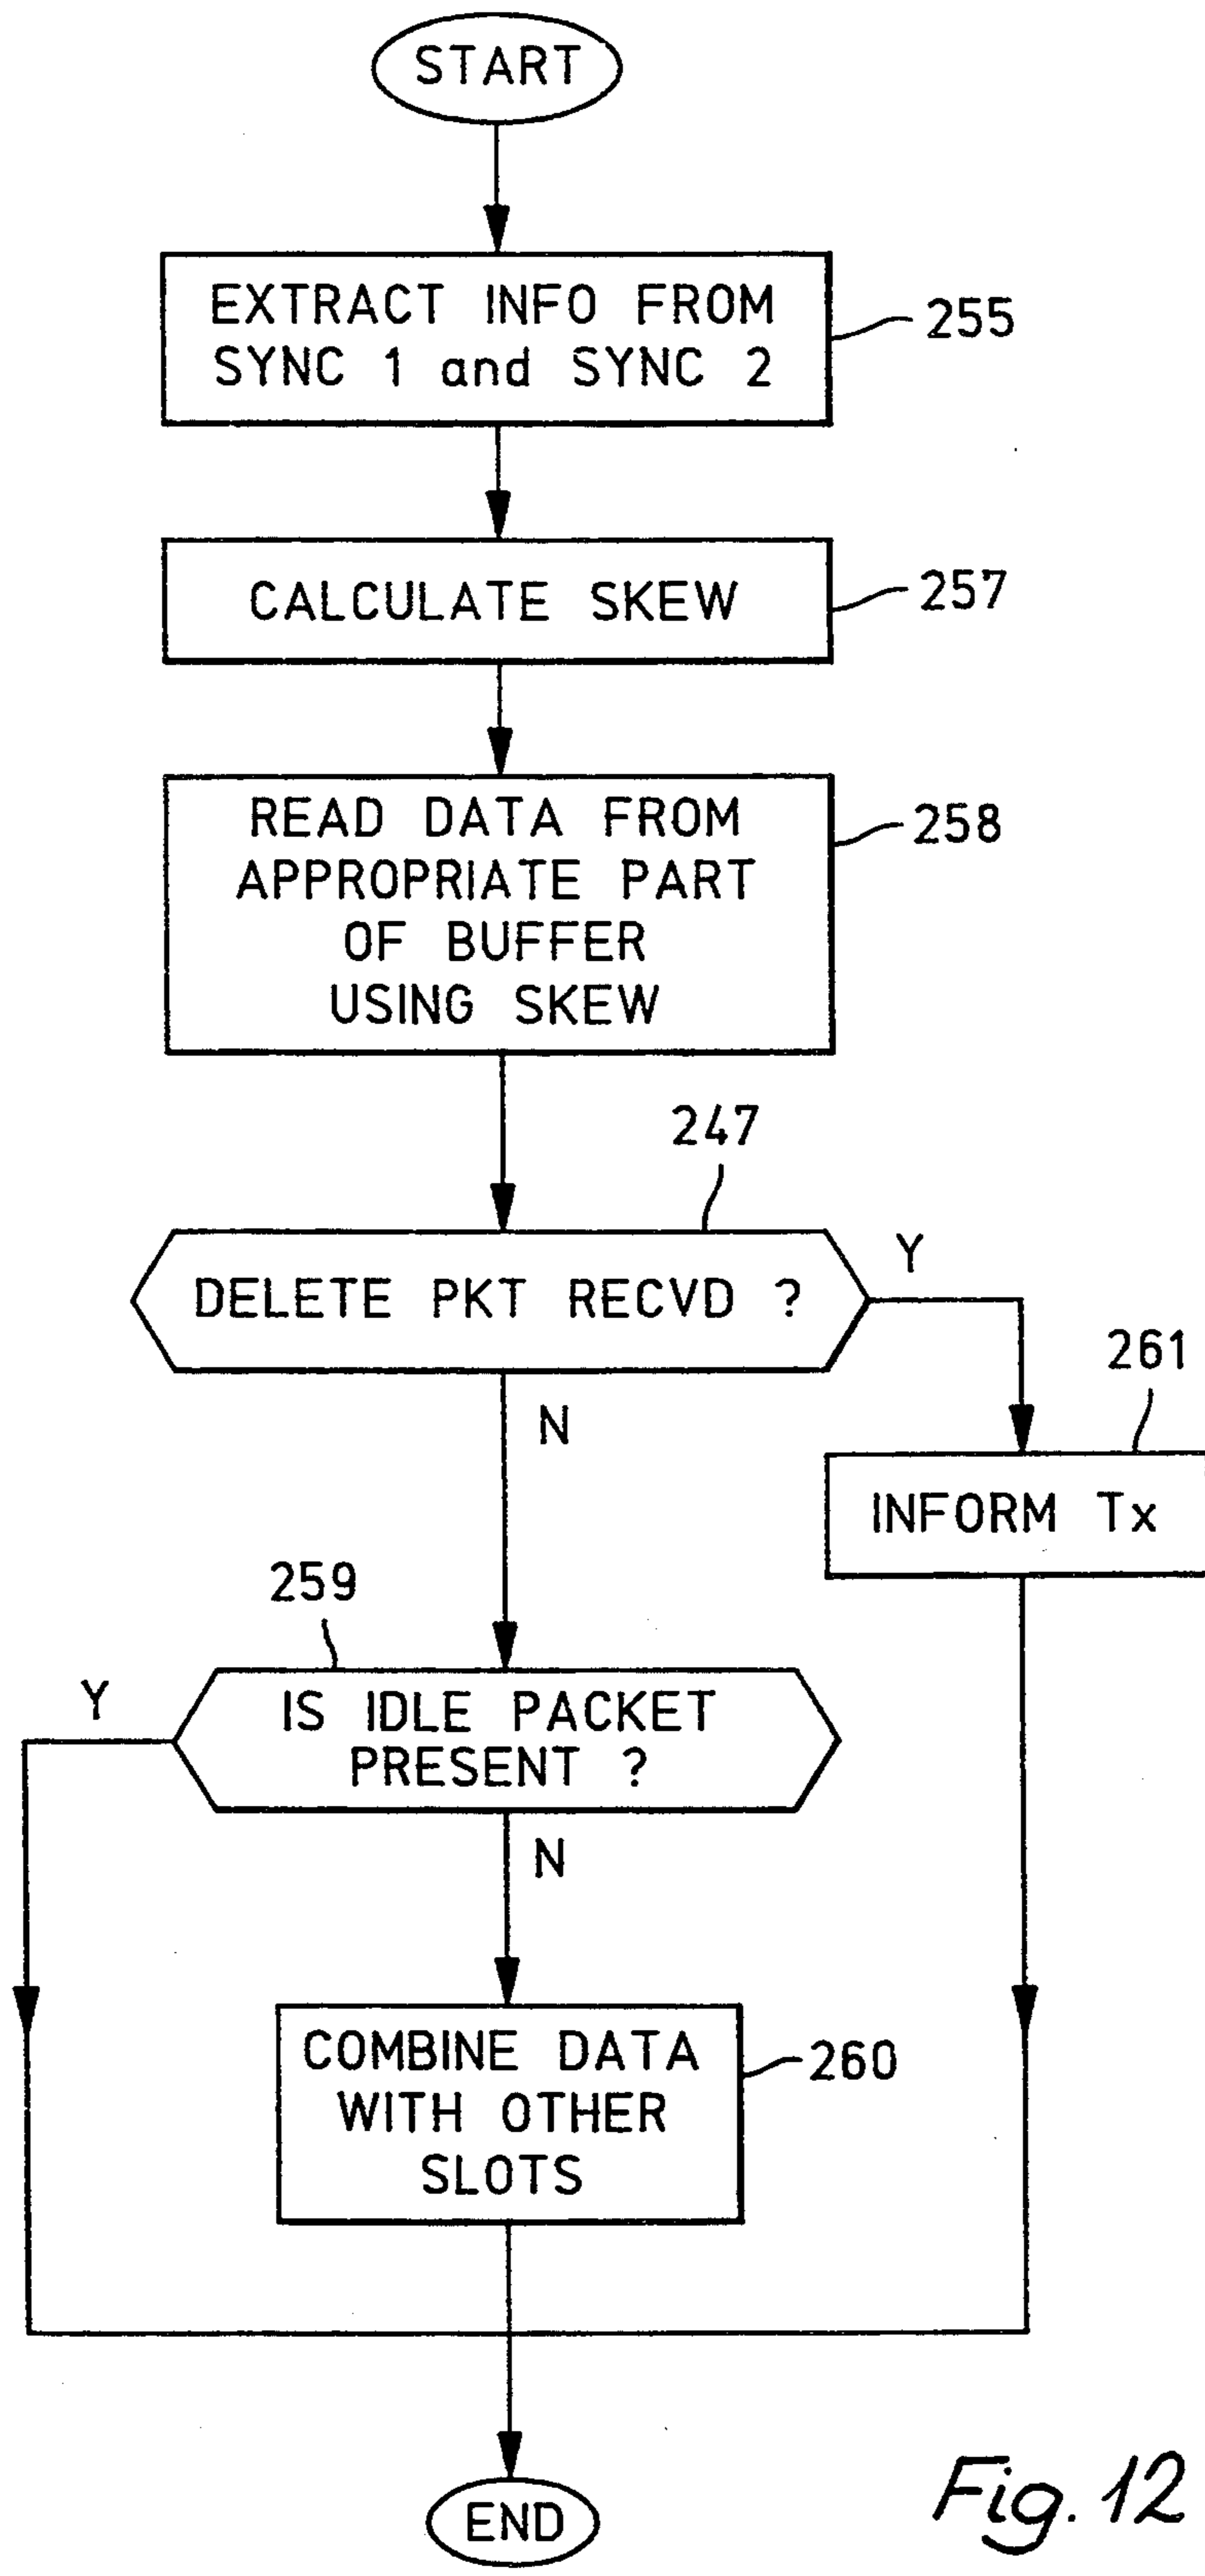 START
EXTRACT INFO FROM
SYNC 1 and SYNC 2
255
CALCULATE SKEW
257
READ DATA FROM
APPROPRIATE PART
OF BUFFER
USING SKEW
258
247
DELETE PKT RECVD ?
Y
N
261
INFORM Tx
259
Y
IS IDLE PACKET
PRESENT ?
N
COMBINE DATA
WITH OTHER
SLOTS
260
END
Fig. 12